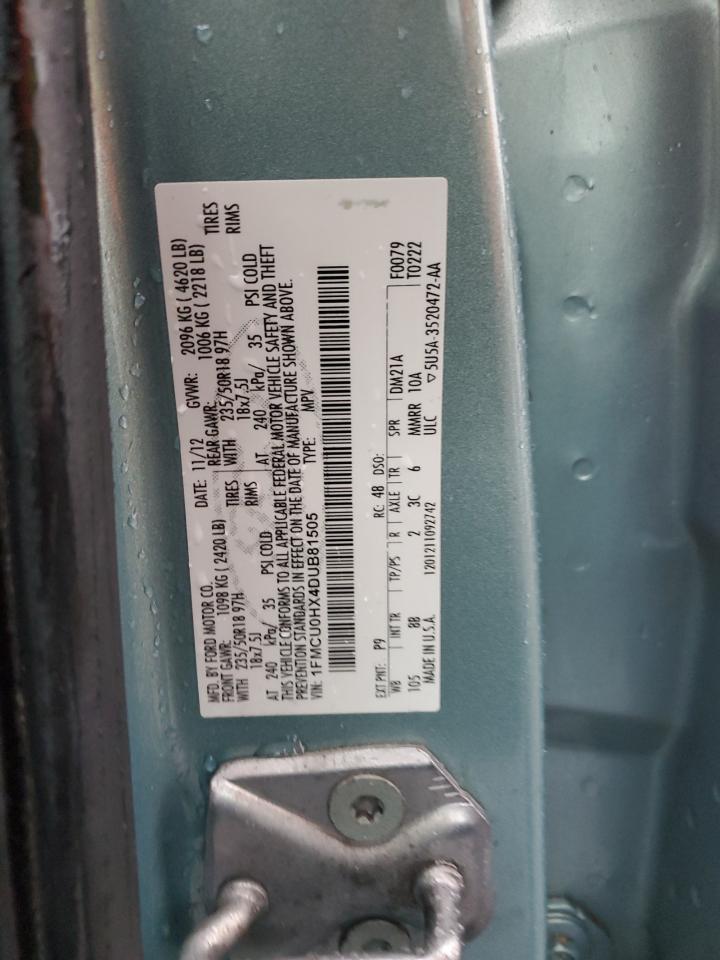 MFD. BY FORD MOTOR CO. DATE: 11/12 GVWR: 2096 KG ( 4620 LB)
FRONT GAWR: 1098 KG ( 2420 LB) REAR GAWR: 1006 KG ( 2218 LB)
WITH 235/50R18 97H TIRES WITH 235/50R18 97H TIRES
18x7.5J RIMS 18x7.5J RIMS
AT 240 kPa/ 35 PSI COLD AT 240 kPa/ 35 PSI COLD
THIS VEHICLE CONFORMS TO ALL APPLICABLE FEDERAL MOTOR VEHICLE SAFETY AND THEFT
PREVENTION STANDARDS IN EFFECT ON THE DATE OF MANUFACTURE SHOWN ABOVE.
VIN: 1FMCU0HX4DUB81505 TYPE: MPV
EXT PNT: P9 RC: 48 DSO: F0079
WB INT TR TP/PS R AXLE TR SPR DM21A T0222
105 8B 2 3C 6 MMRR 10A
MADE IN U.S.A. 1201211092742 ULC ▽5U5A-3520472-AA